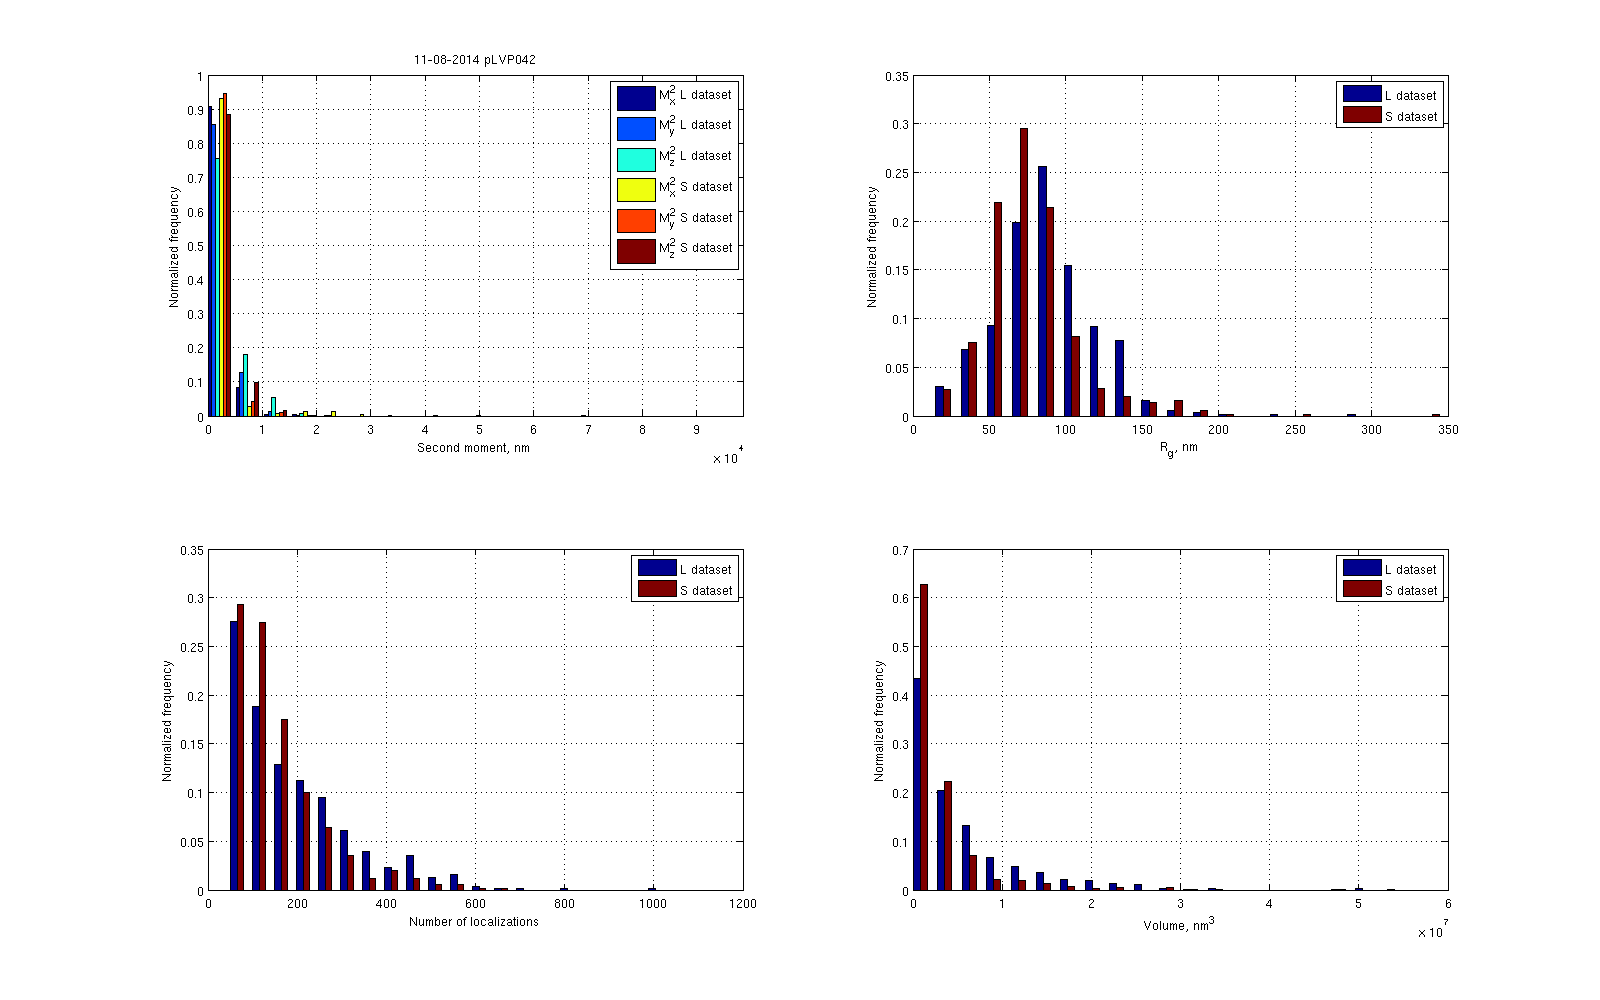 11-08-2014 pLVP042
1
0.9
0.8
0.7
0.6
0.5
0.4
0.3
0.2
0.1
0
Normalized frequency
0 1 2 3 4 5 6 7 8 9
Second moment, nm
× 10⁴
M²ₓ L dataset
M²y L dataset
M²z L dataset
M²ₓ S dataset
M²y S dataset
M²z S dataset
0.35
0.3
0.25
0.2
0.15
0.1
0.05
0
Normalized frequency
0 50 100 150 200 250 300 350
Rg, nm
L dataset
S dataset
0.35
0.3
0.25
0.2
0.15
0.1
0.05
0
Normalized frequency
0 200 400 600 800 1000 1200
Number of localizations
L dataset
S dataset
0.7
0.6
0.5
0.4
0.3
0.2
0.1
0
Normalized frequency
0 1 2 3 4 5 6
Volume, nm³
× 10⁷
L dataset
S dataset